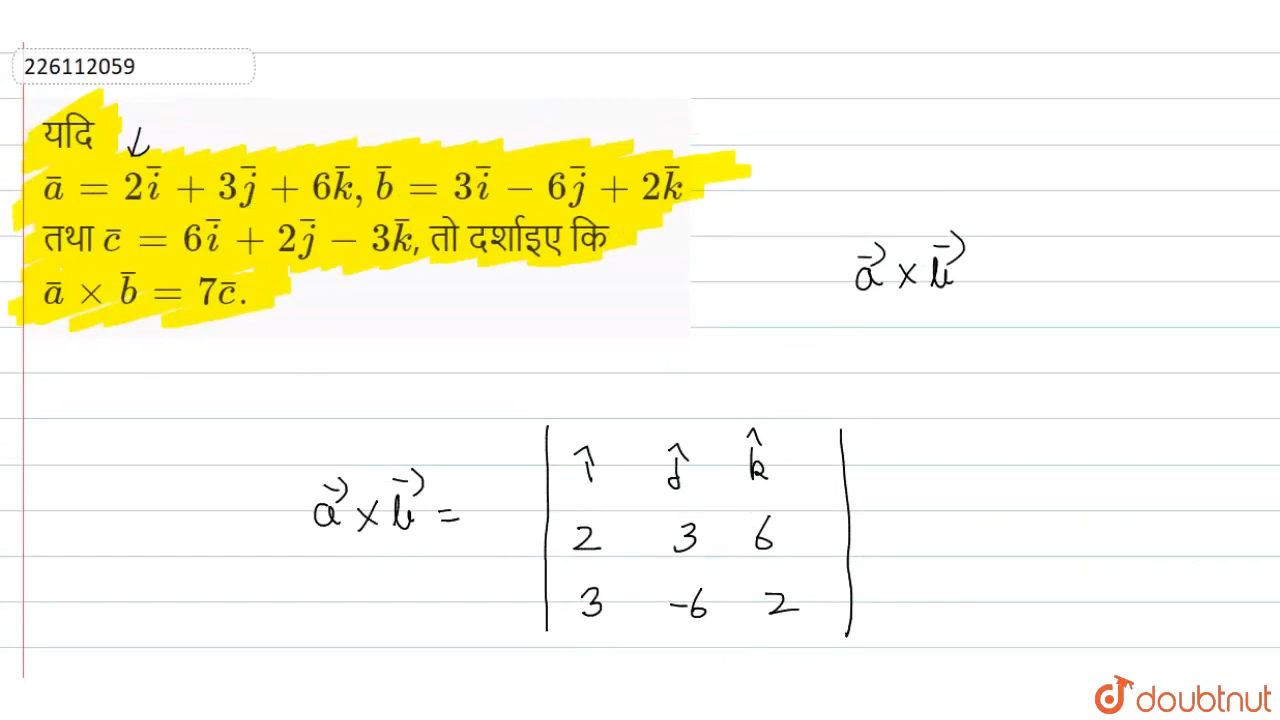 226112059
यदि
ā = 2ī + 3j̄ + 6k̄, b̄ = 3ī − 6j̄ + 2k̄
तथा c̄ = 6ī + 2j̄ − 3k̄, तो दर्शाइए कि
ā × b̄ = 7c̄.
a⃗ × b⃗
a⃗ × b⃗ =
î ĵ k̂
2 3 6
3 -6 2
doubtnut